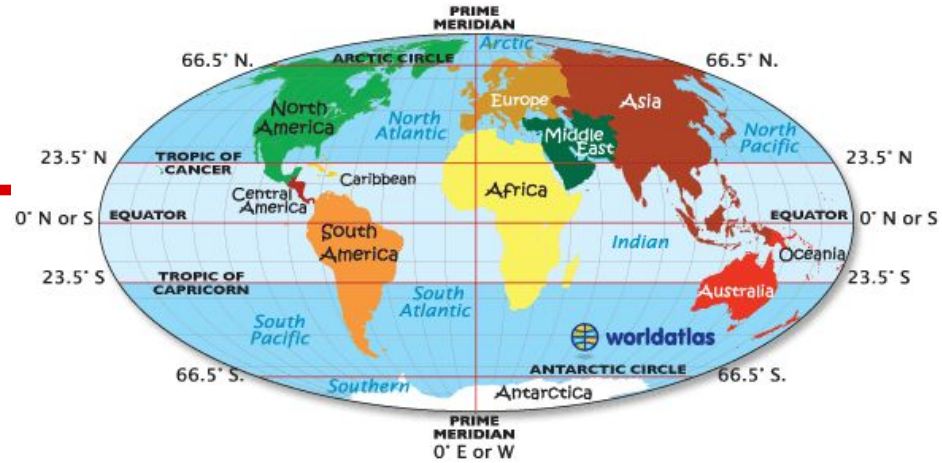 PRIME
MERIDIAN
Arctic
66.5° N.
ARCTIC CIRCLE
66.5° N.
North
America
North
Atlantic
Europe
Asia
Middle
East
North
Pacific
23.5° N
TROPIC OF
CANCER
23.5° N
Caribbean
Central
America
Africa
0° N or S
EQUATOR
EQUATOR
0° N or S
South
America
Indian
Oceania
23.5° S
TROPIC OF
CAPRICORN
23.5° S
South
Atlantic
Australia
South
Pacific
worldatlas
66.5° S.
ANTARCTIC CIRCLE
66.5° S.
Southern
Antarctica
PRIME
MERIDIAN
0° E or W